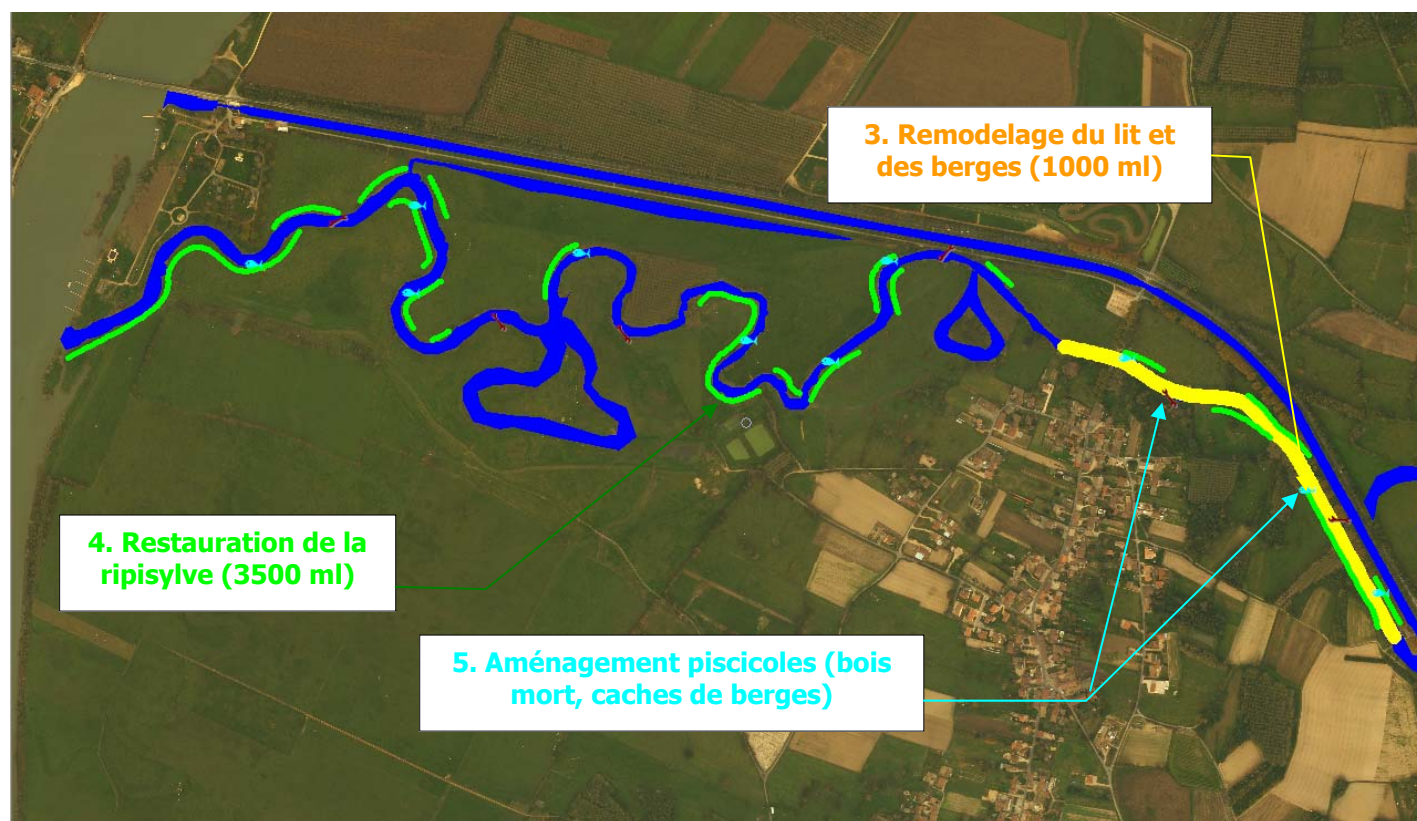 3. Remodelage du lit et
des berges (1000 ml)
4. Restauration de la
ripisylve (3500 ml)
5. Aménagement piscicoles (bois
mort, caches de berges)